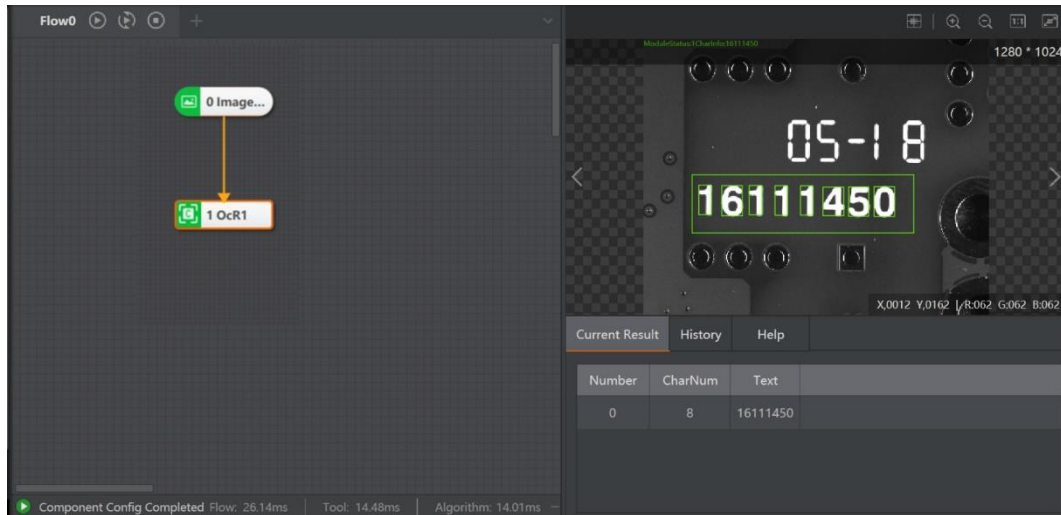 Flow0
0 Image...
1 OcR1
Component Config Completed Flow: 26.14ms Tool: 14.48ms Algorithm: 14.01ms
1:1
ModuleStatus:1CharInfo:16111450
1280 * 1024
05-18
16111450
X,0012 Y,0162 | R:062 G:062 B:062
Current Result History Help
Number CharNum Text
0 8 16111450